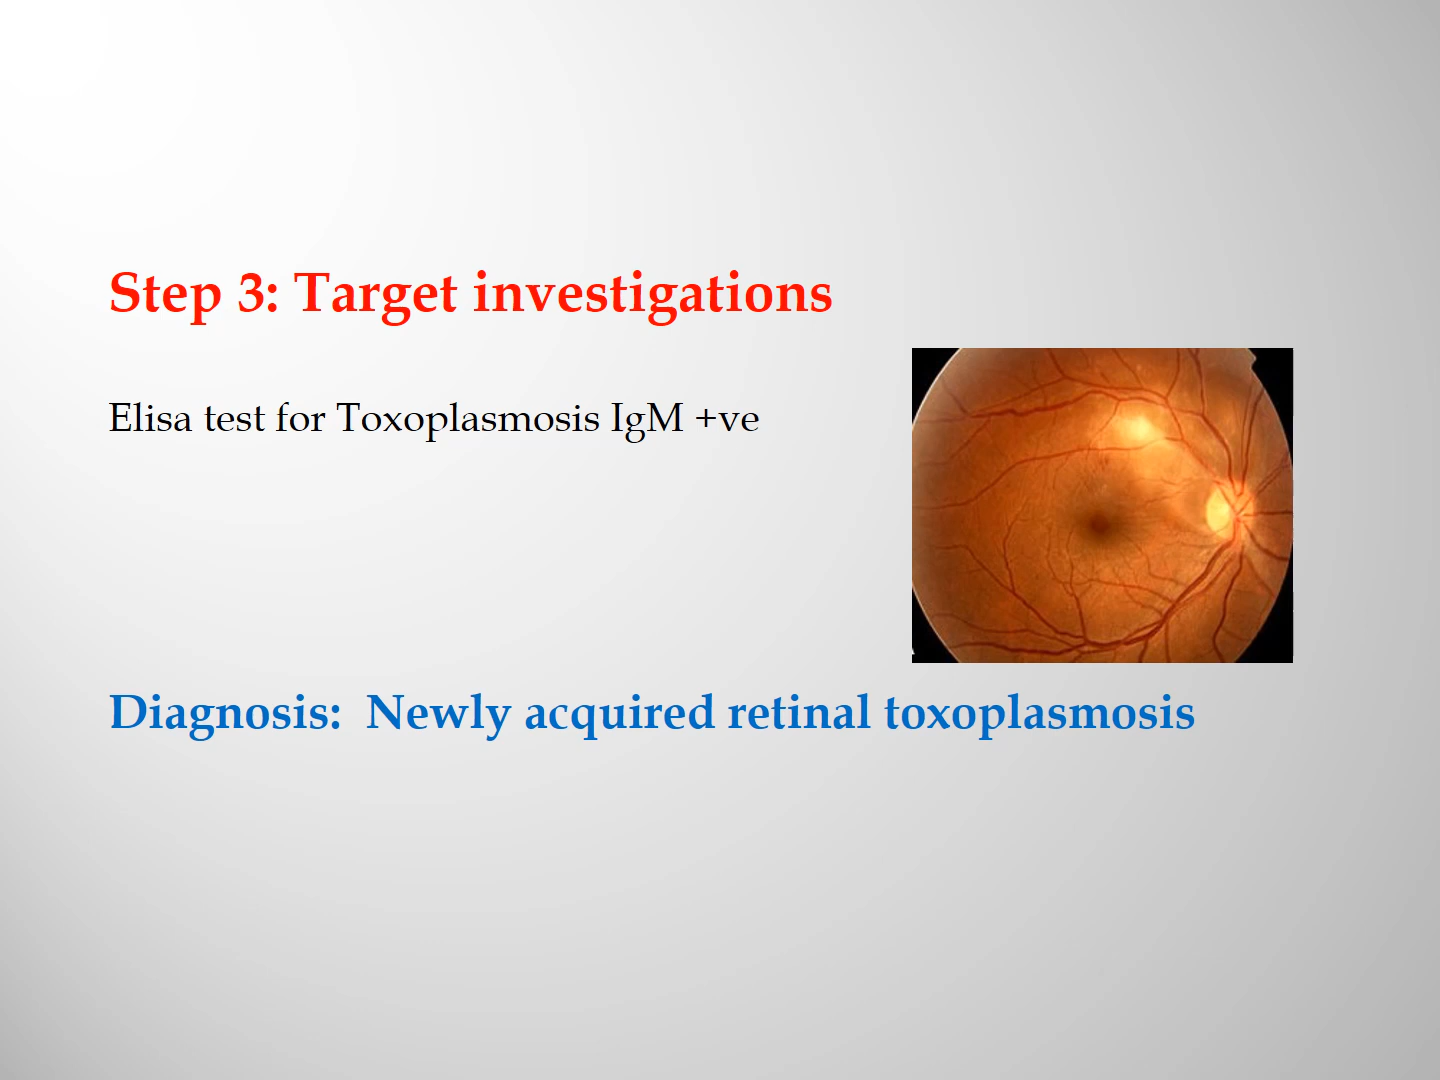 Step 3: Target investigations
Elisa test for Toxoplasmosis IgM +ve
Diagnosis:  Newly acquired retinal toxoplasmosis